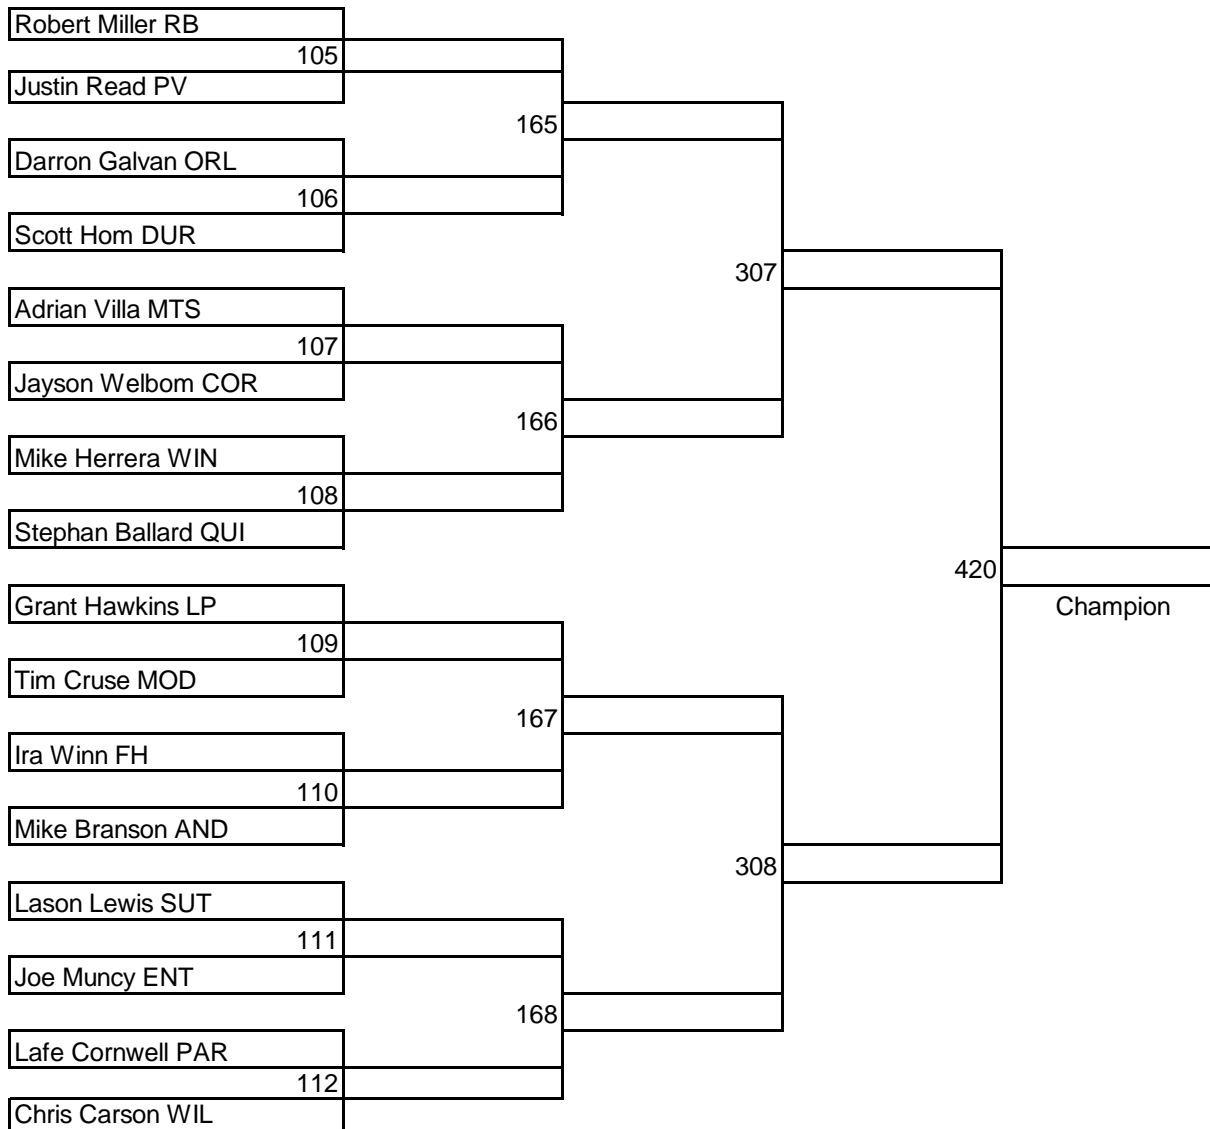 Robert Miller RB
105
Justin Read PV
165
Darron Galvan ORL
106
Scott Hom DUR
307
Adrian Villa MTS
107
Jayson Welbom COR
166
Mike Herrera WIN
108
Stephan Ballard QUI
420
Champion
Grant Hawkins LP
109
Tim Cruse MOD
167
Ira Winn FH
110
Mike Branson AND
308
Lason Lewis SUT
111
Joe Muncy ENT
168
Lafe Cornwell PAR
112
Chris Carson WIL